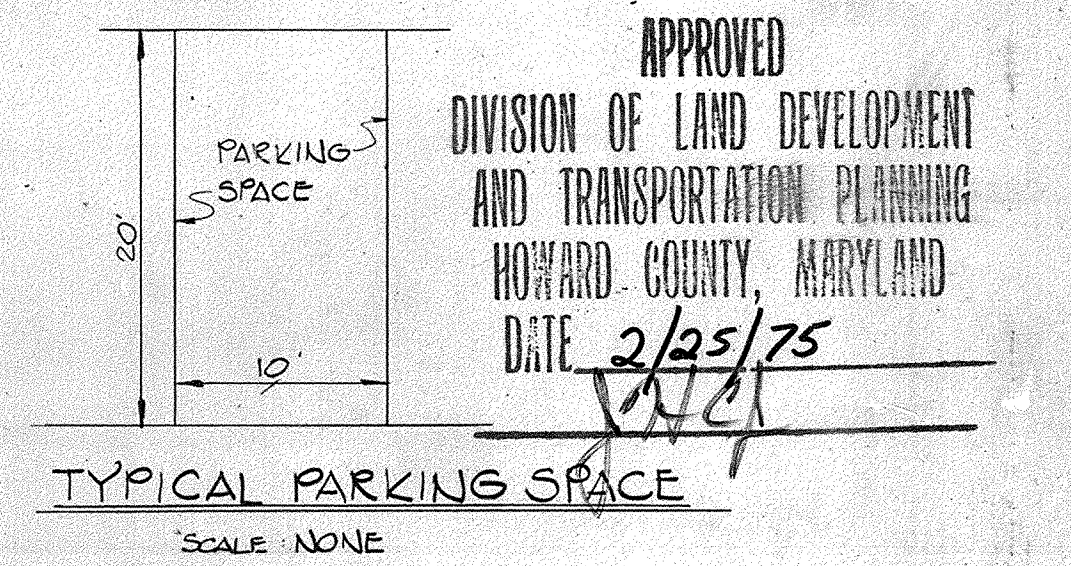 APPROVED
DIVISION OF LAND DEVELOPMENT
AND TRANSPORTATION PLANNING
HOWARD COUNTY, MARYLAND
DATE 2/25/75
PARKING
SPACE
20'
10'
TYPICAL PARKING SPACE
SCALE : NONE